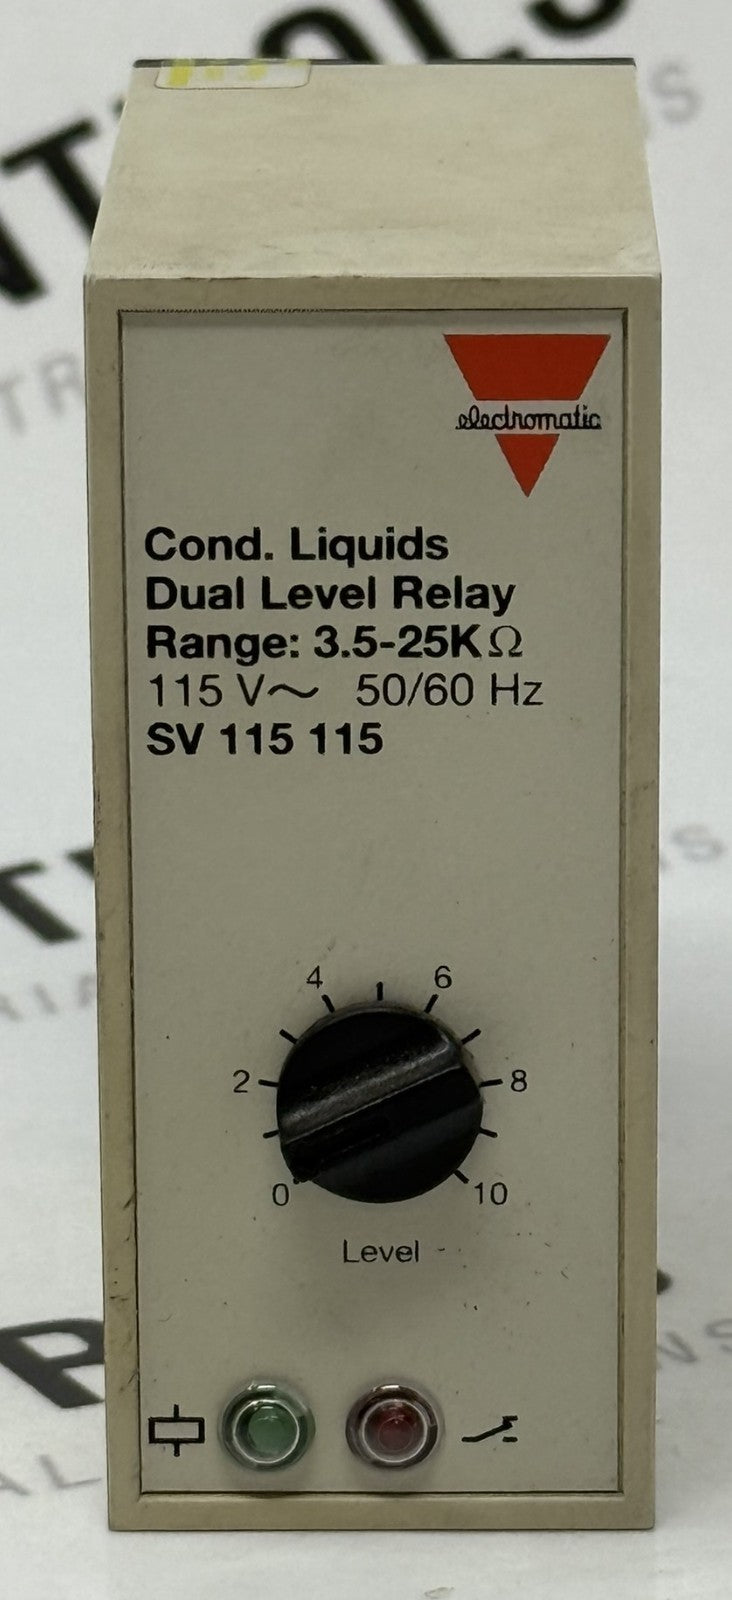 electromatic
Cond. Liquids
Dual Level Relay
Range: 3.5-25KΩ
115 V~ 50/60 Hz
SV 115 115
4 6
2 8
0 10
Level